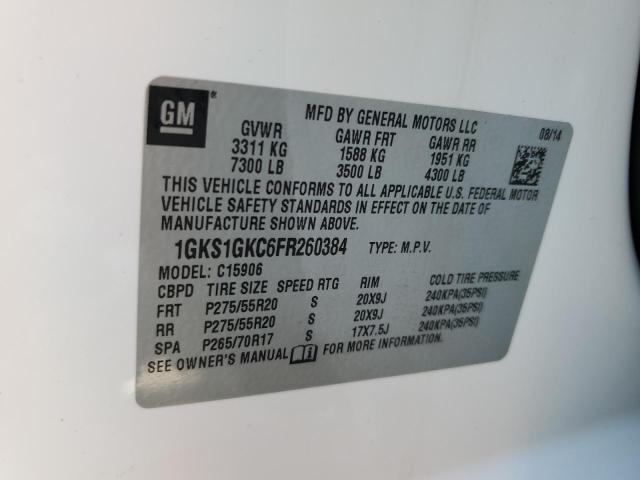 GM
MFD BY GENERAL MOTORS LLC 08/14
GVWR GAWR FRT GAWR RR
3311 KG 1588 KG 1951 KG
7300 LB 3500 LB 4300 LB
THIS VEHICLE CONFORMS TO ALL APPLICABLE U.S. FEDERAL MOTOR
VEHICLE SAFETY STANDARDS IN EFFECT ON THE DATE OF
MANUFACTURE SHOWN ABOVE.
1GKS1GKC6FR260384 TYPE: M.P.V.
MODEL: C15906
CBPD TIRE SIZE SPEED RTG RIM COLD TIRE PRESSURE
FRT P275/55R20 S 20X9J 240KPA(35PSI)
RR P275/55R20 S 20X9J 240KPA(35PSI)
SPA P265/70R17 S 17X7.5J 240KPA(35PSI)
SEE OWNER'S MANUAL FOR MORE INFORMATION.